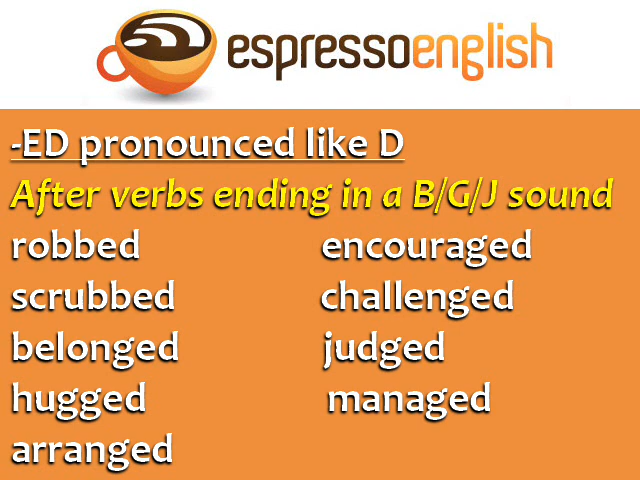 espressoenglish
-ED pronounced like D
After verbs ending in a B/G/J sound
robbed encouraged
scrubbed challenged
belonged judged
hugged managed
arranged